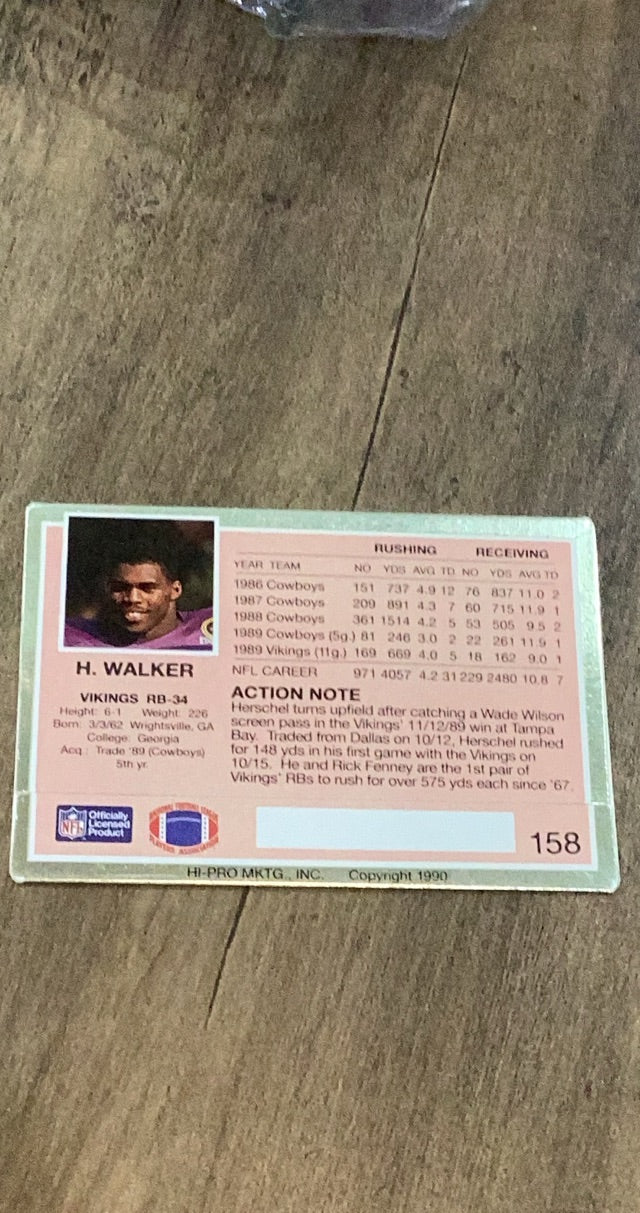 RUSHING RECEIVING
YEAR TEAM NO YDS AVG TD NO YDS AVG TD
1986 Cowboys 151 737 4.9 12 76 837 11.0 2
1987 Cowboys 209 891 4.3 7 60 715 11.9 1
1988 Cowboys 361 1514 4.2 5 53 505 9.5 2
1989 Cowboys (5g.) 81 246 3.0 2 22 261 11.9 1
1989 Vikings (11g.) 169 669 4.0 5 18 162 9.0 1
NFL CAREER 971 4057 4.2 31 229 2480 10.8 7
H. WALKER
VIKINGS RB-34
Height: 6-1 Weight: 226
Born: 3/3/62 Wrightsville, GA
College: Georgia
Acq.: Trade '89 (Cowboys)
5th yr.
ACTION NOTE
Herschel turns upfield after catching a Wade Wilson
screen pass in the Vikings' 11/12/89 win at Tampa
Bay. Traded from Dallas on 10/12, Herschel rushed
for 148 yds in his first game with the Vikings on
10/15. He and Rick Fenney are the 1st pair of
Vikings' RBs to rush for over 575 yds each since '67.
NFL
Officially
Licensed
Product
NATIONAL FOOTBALL LEAGUE
PLAYERS ASSOCIATION
158
HI-PRO MKTG., INC. Copyright 1990